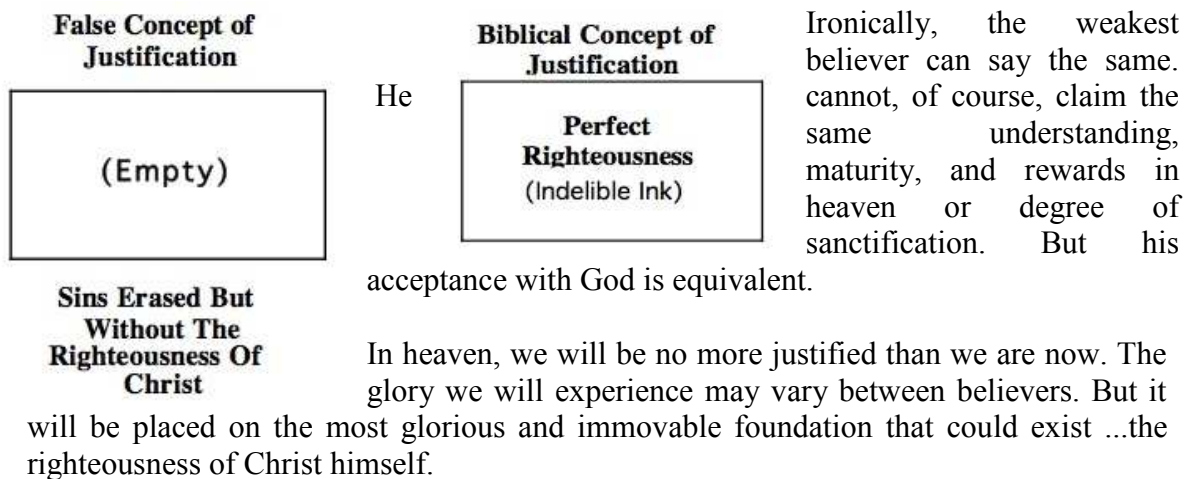 False Concept of
Justification
(Empty)
Sins Erased But
Without The
Righteousness Of
Christ
Biblical Concept of
Justification
Perfect
Righteousness
(Indelible Ink)
Ironically, the weakest
believer can say the same.
He cannot, of course, claim the
same understanding,
maturity, and rewards in
heaven or degree of
sanctification. But his
acceptance with God is equivalent.
In heaven, we will be no more justified than we are now. The
glory we will experience may vary between believers. But it
will be placed on the most glorious and immovable foundation that could exist ...the
righteousness of Christ himself.